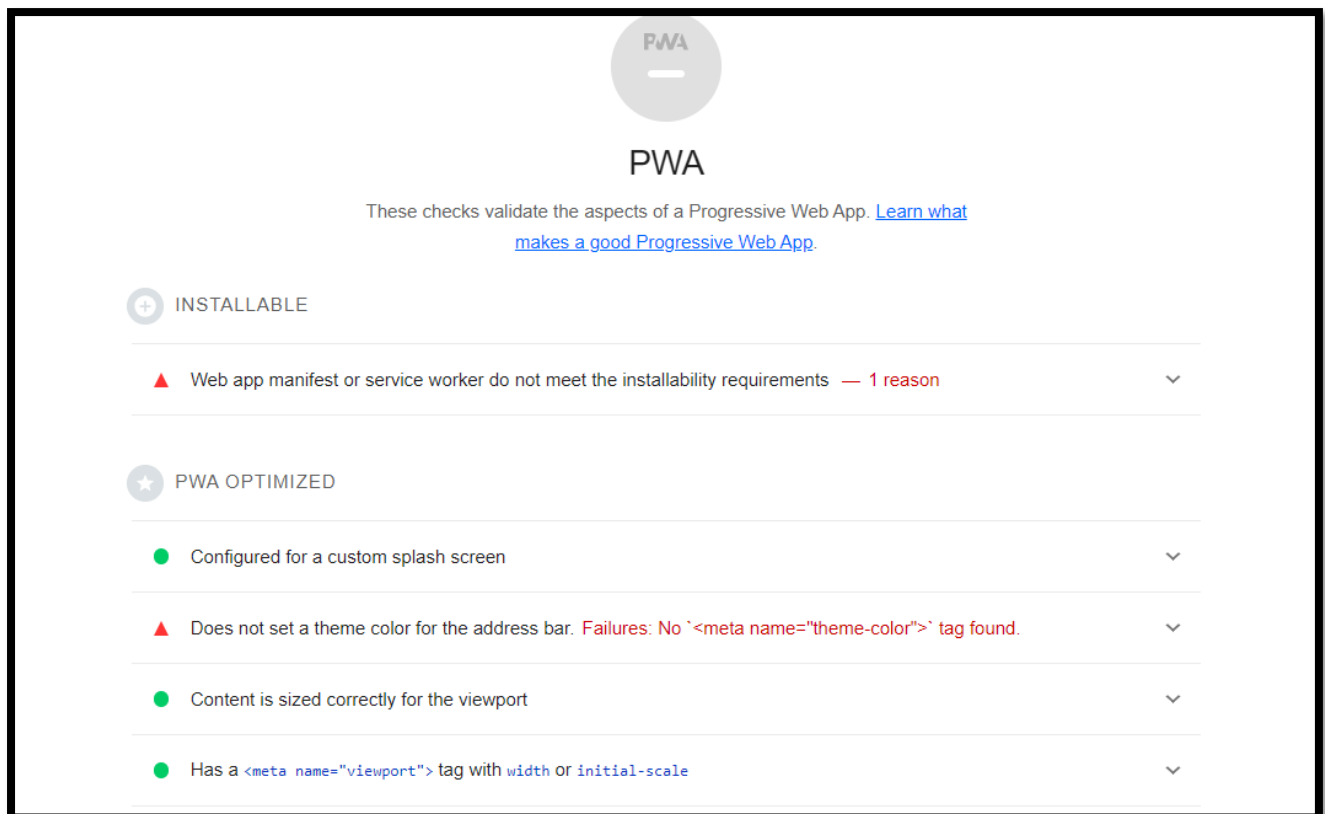 PWA
PWA
These checks validate the aspects of a Progressive Web App. Learn what
makes a good Progressive Web App.
INSTALLABLE
Web app manifest or service worker do not meet the installability requirements — 1 reason
PWA OPTIMIZED
Configured for a custom splash screen
Does not set a theme color for the address bar. Failures: No `<meta name="theme-color">` tag found.
Content is sized correctly for the viewport
Has a <meta name="viewport"> tag with width or initial-scale